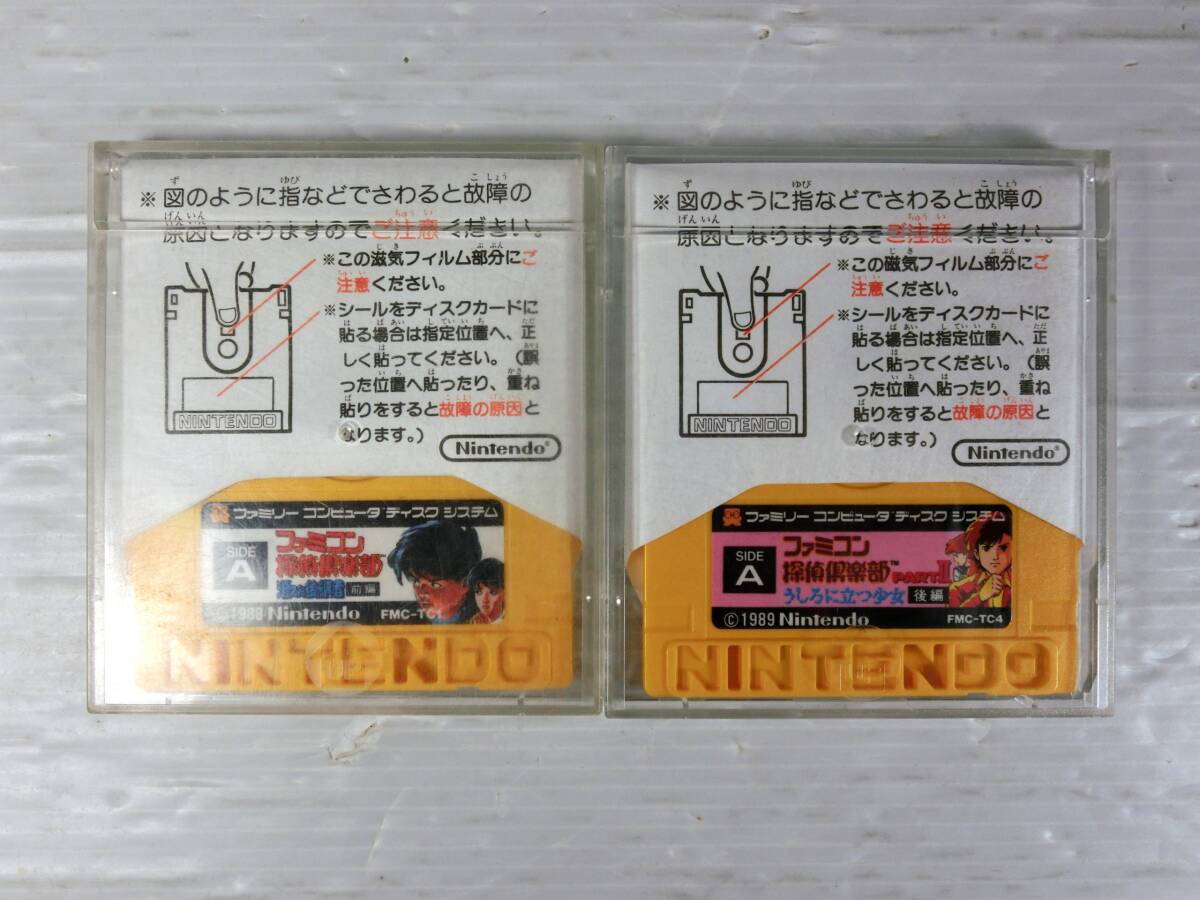 ※図のように指などでさわると故障の
原因となりますのでご注意ください。
※この磁気フィルム部分にご
注意ください。
※シールをディスクカードに
貼る場合は指定位置へ、正
しく貼ってください。(誤
った位置へ貼ったり、重ね
貼りをすると故障の原因と
なります。)
NINTENDO
Nintendo®
ファミリー コンピュータ ディスク システム
SIDE
A
ファミコン
探偵倶楽部
前編
©1988 Nintendo FMC-TC1
NINTENDO
※図のように指などでさわると故障の
原因となりますのでご注意ください。
※この磁気フィルム部分にご
注意ください。
※シールをディスクカードに
貼る場合は指定位置へ、正
しく貼ってください。(誤
った位置へ貼ったり、重ね
貼りをすると故障の原因と
なります。)
NINTENDO
Nintendo®
ファミリー コンピュータ ディスク システム
SIDE
A
ファミコン
探偵倶楽部™ PARTII
うしろに立つ少女 後編
©1989 Nintendo FMC-TC4
NINTENDO